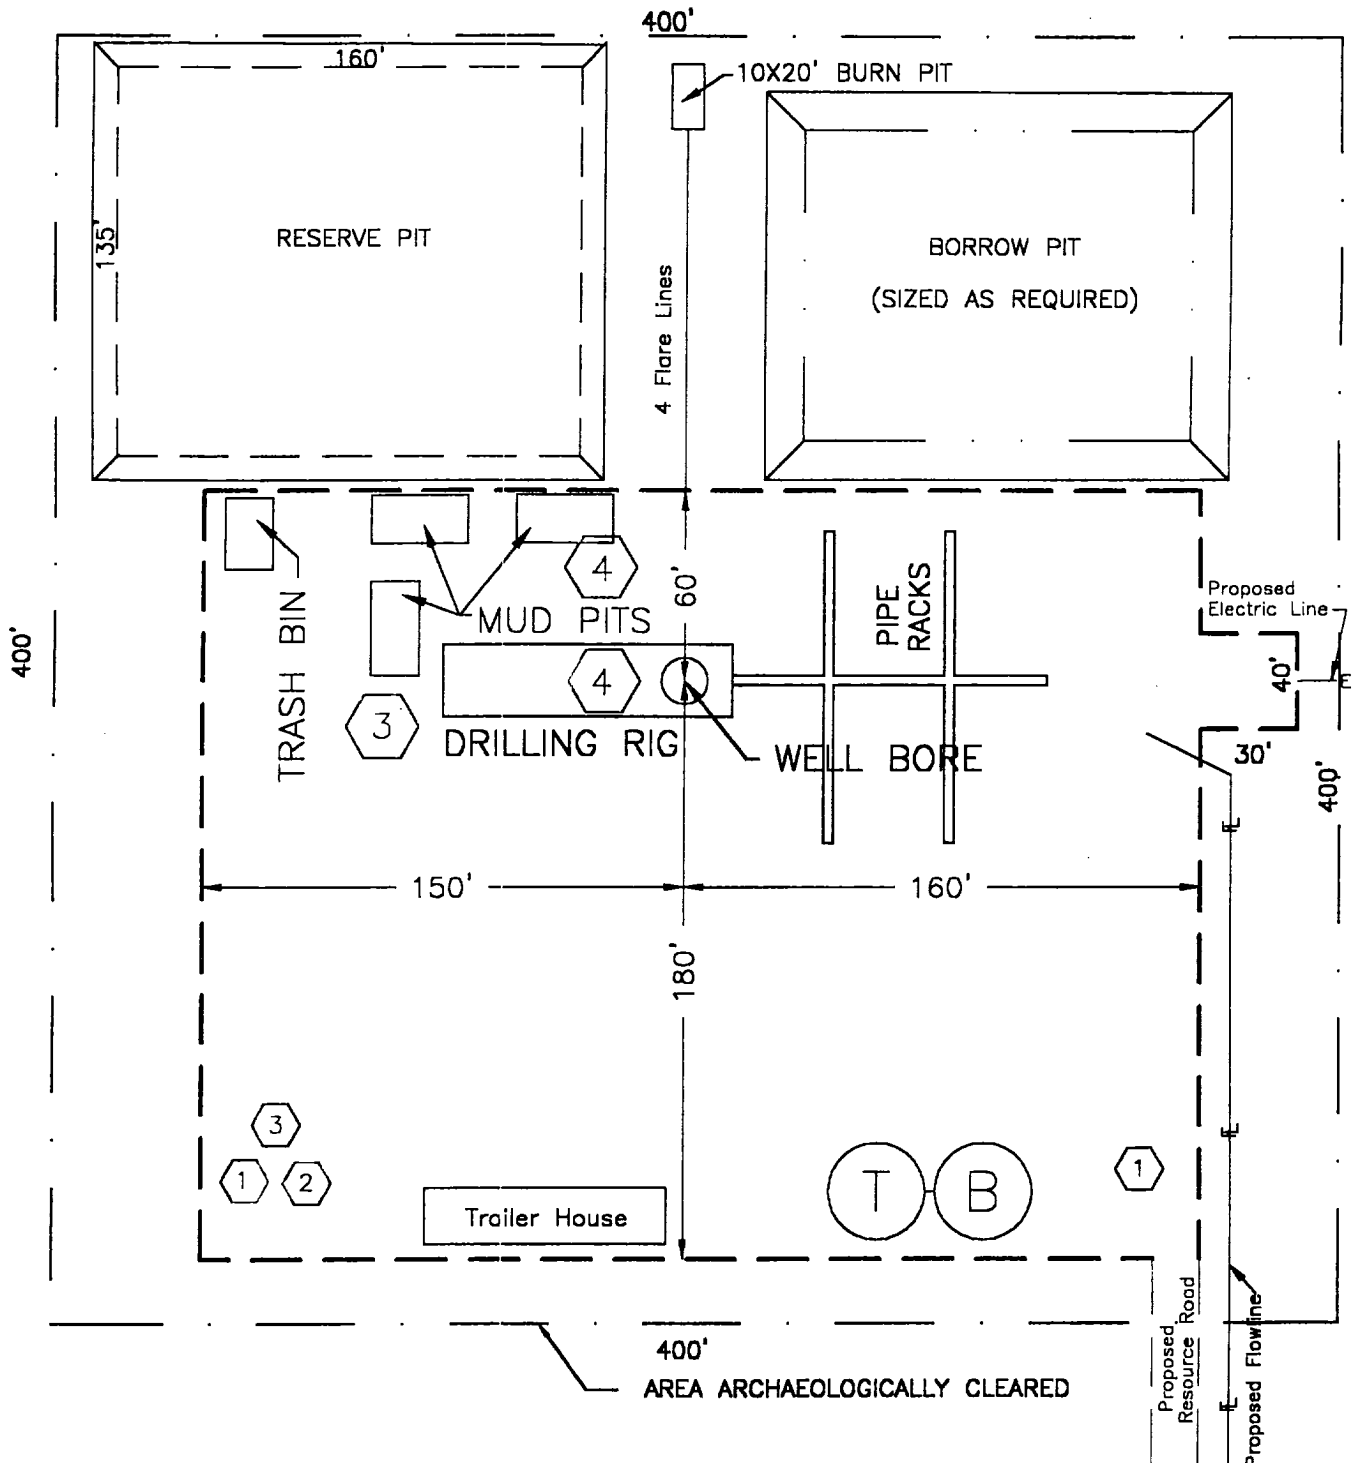 400'
160'
10X20' BURN PIT
135'
RESERVE PIT
BORROW PIT
(SIZED AS REQUIRED)
4 Flare Lines
400'
TRASH BIN
MUD PITS
4
60'
PIPE
RACKS
Proposed
Electric Line
4
40'
E
3
DRILLING RIG
WELL BORE
30'
400'
150'
160'
180'
3
1
2
Trailer House
T
B
1
400'
AREA ARCHAEOLOGICALLY CLEARED
Proposed
Resource Road
Proposed Flowline